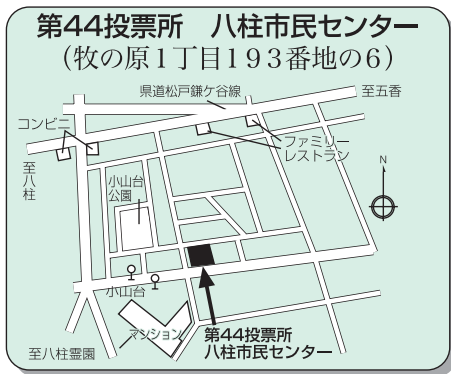 第44投票所　八柱市民センター
（牧の原１丁目１９３番地の６）
県道松戸鎌ケ谷線
至五香
コンビニ
ファミリー
レストラン
至八柱
小山台
公園
N
小山台
マンション
第44投票所
八柱市民センター
至八柱霊園